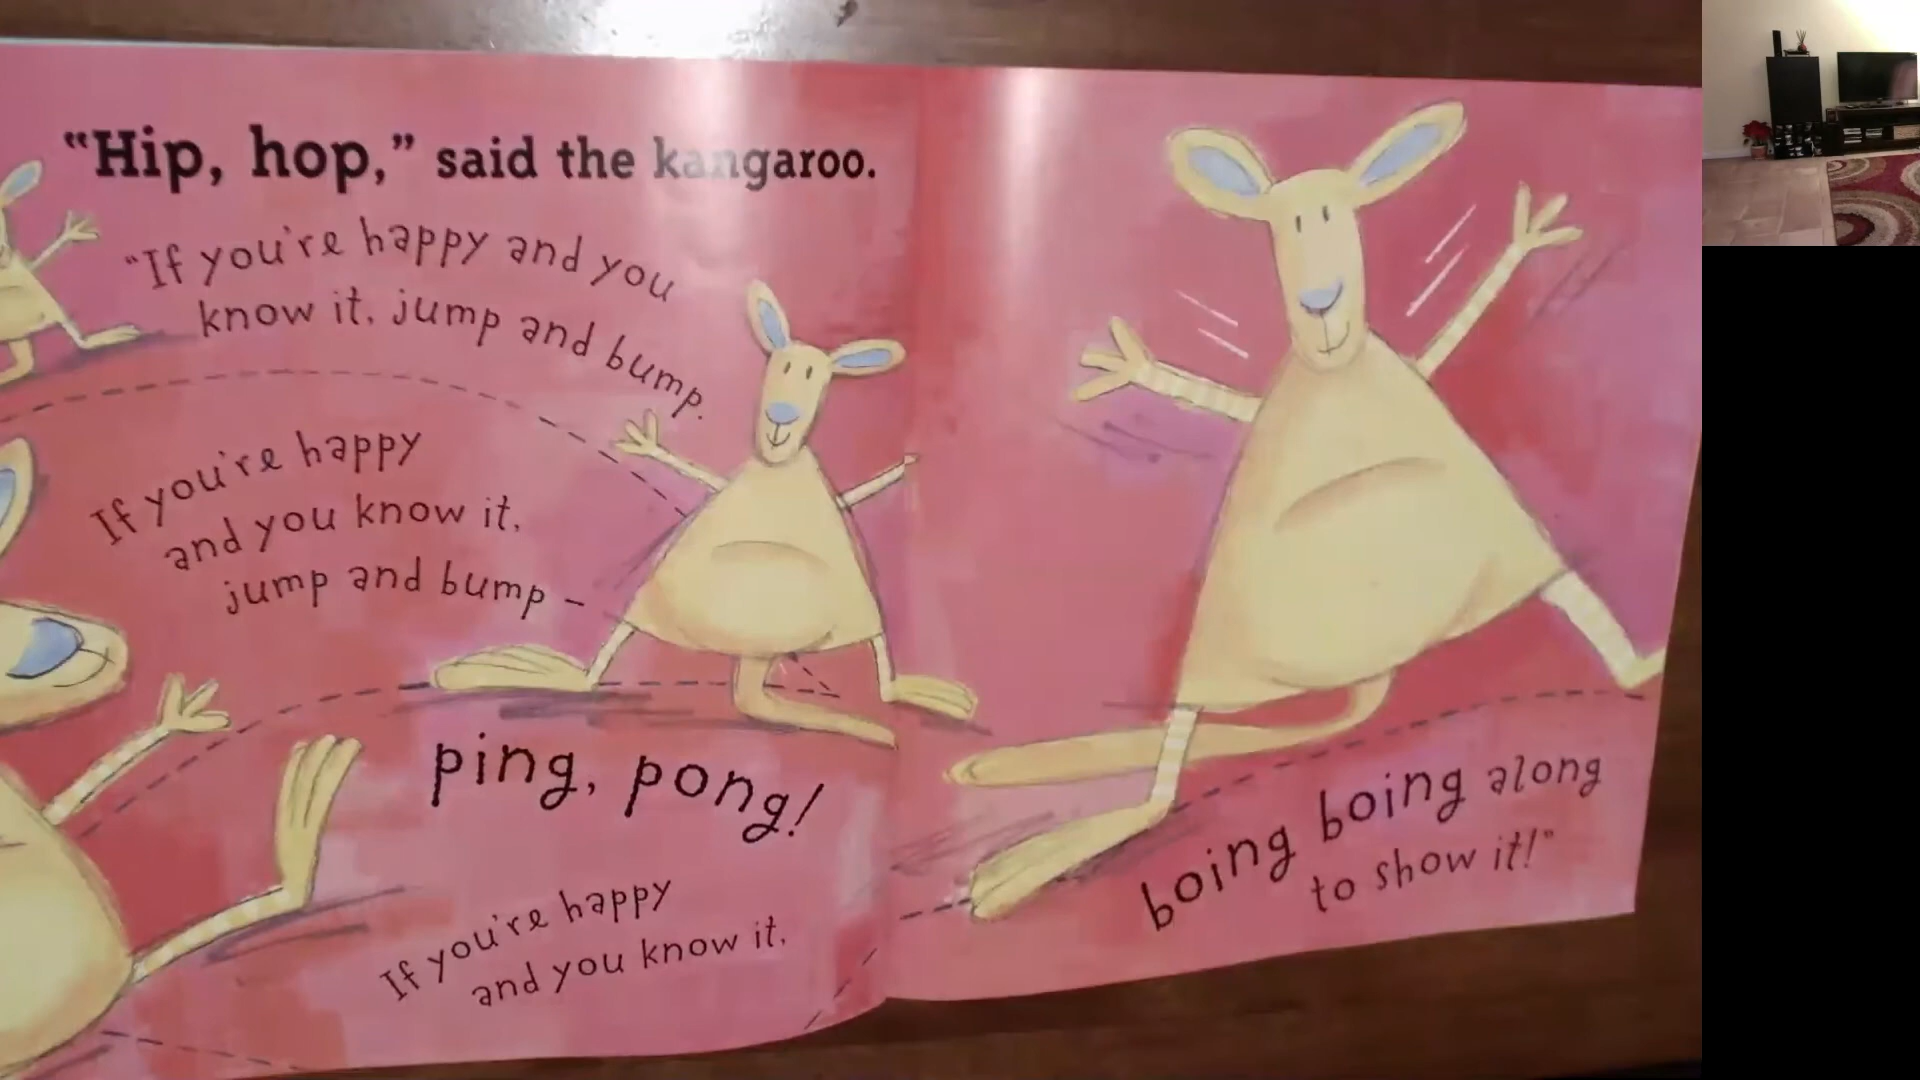 “Hip, hop,” said the kangaroo.
“If you're happy and you
know it, jump and bump.
If you're happy
and you know it,
jump and bump –
ping, pong!
If you're happy
and you know it,
boing boing along
to show it!”